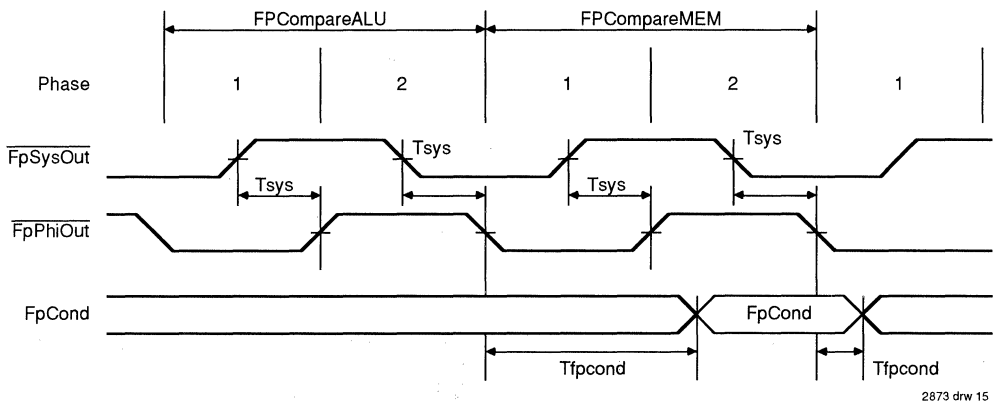 FPCompareALU FPCompareMEM
Phase 1 2 1 2 1
FpSysOut Tsys Tsys
Tsys Tsys
FpPhiOut
FpCond FpCond
Tfpcond Tfpcond
2873 drw 15